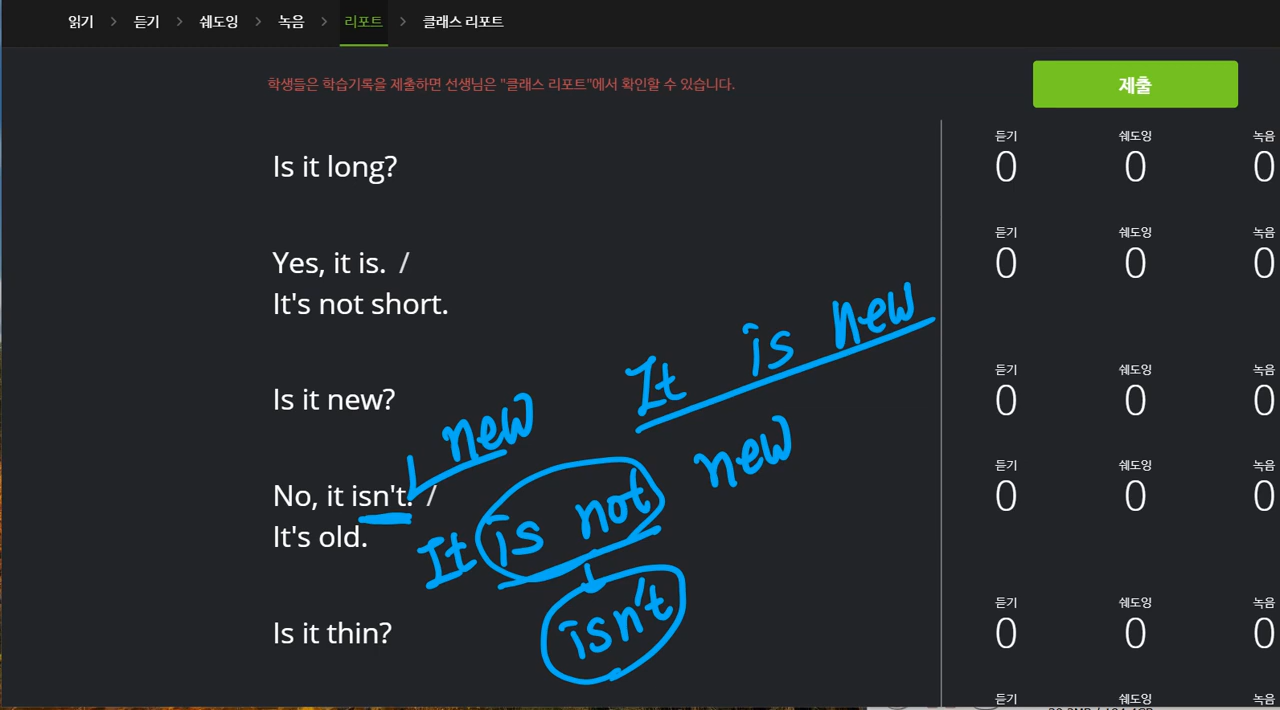 읽기 > 듣기 > 쉐도잉 > 녹음 > 리포트 > 클래스 리포트
학생들은 학습기록을 제출하면 선생님은 "클래스 리포트"에서 확인할 수 있습니다.
제출
Is it long?
듣기 쉐도잉 녹음
0 0 0
Yes, it is. /
It's not short.
듣기 쉐도잉 녹음
0 0 0
It is new
Is it new?
듣기 쉐도잉 녹음
0 0 0
new
new
No, it isn't. /
It's old.
듣기 쉐도잉 녹음
0 0 0
It is not
isn't
Is it thin?
듣기 쉐도잉 녹음
0 0 0
듣기 쉐도잉 녹음